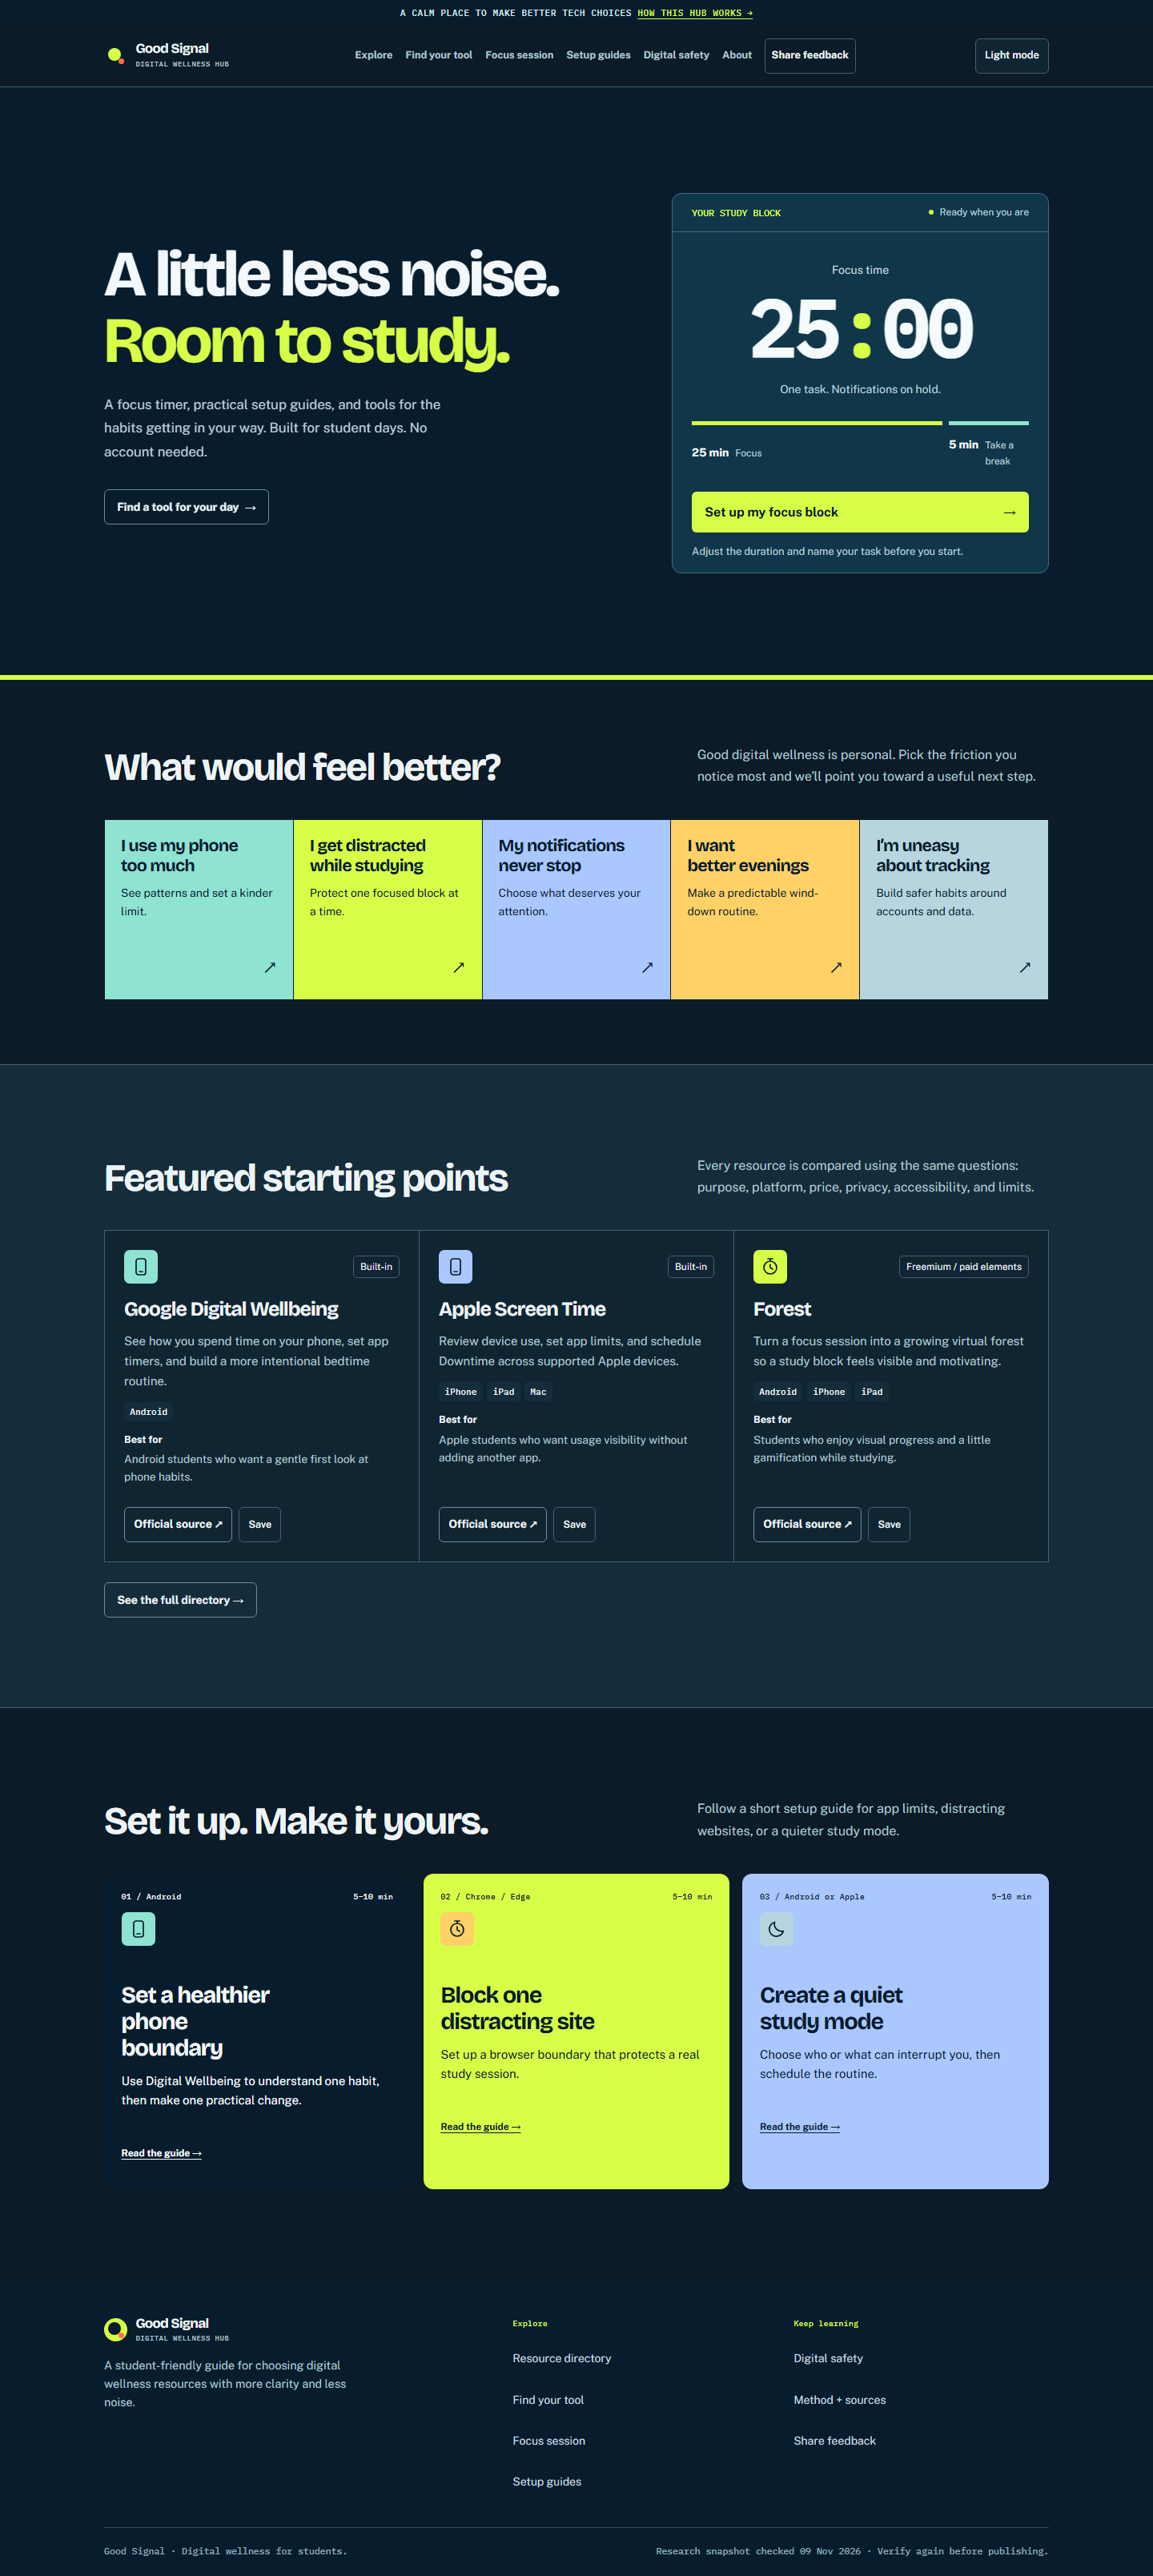 A CALM PLACE TO MAKE BETTER TECH CHOICES HOW THIS HUB WORKS →
Good Signal
DIGITAL WELLNESS HUB
Explore Find your tool Focus session Setup guides Digital safety About Share feedback Light mode
A little less noise.
Room to study.
A focus timer, practical setup guides, and tools for the
habits getting in your way. Built for student days. No
account needed.
Find a tool for your day →
YOUR STUDY BLOCK Ready when you are
Focus time
25:00
One task. Notifications on hold.
25 min Focus
5 min Take a
break
Set up my focus block →
Adjust the duration and name your task before you start.
What would feel better?
Good digital wellness is personal. Pick the friction you
notice most and we'll point you toward a useful next step.
I use my phone
too much
See patterns and set a kinder
limit.
↗
I get distracted
while studying
Protect one focused block at
a time.
↗
My notifications
never stop
Choose what deserves your
attention.
↗
I want
better evenings
Make a predictable wind-
down routine.
↗
I'm uneasy
about tracking
Build safer habits around
accounts and data.
↗
Featured starting points
Every resource is compared using the same questions:
purpose, platform, price, privacy, accessibility, and limits.
Built-in
Google Digital Wellbeing
See how you spend time on your phone, set app
timers, and build a more intentional bedtime
routine.
Android
Best for
Android students who want a gentle first look at
phone habits.
Official source ↗ Save
Built-in
Apple Screen Time
Review device use, set app limits, and schedule
Downtime across supported Apple devices.
iPhone iPad Mac
Best for
Apple students who want usage visibility without
adding another app.
Official source ↗ Save
Freemium / paid elements
Forest
Turn a focus session into a growing virtual forest
so a study block feels visible and motivating.
Android iPhone iPad
Best for
Students who enjoy visual progress and a little
gamification while studying.
Official source ↗ Save
See the full directory →
Set it up. Make it yours.
Follow a short setup guide for app limits, distracting
websites, or a quieter study mode.
01 / Android 5–10 min
Set a healthier
phone
boundary
Use Digital Wellbeing to understand one habit,
then make one practical change.
Read the guide →
02 / Chrome / Edge 5–10 min
Block one
distracting site
Set up a browser boundary that protects a real
study session.
Read the guide →
03 / Android or Apple 5–10 min
Create a quiet
study mode
Choose who or what can interrupt you, then
schedule the routine.
Read the guide →
Good Signal
DIGITAL WELLNESS HUB
A student-friendly guide for choosing digital
wellness resources with more clarity and less
noise.
Explore
Resource directory
Find your tool
Focus session
Setup guides
Keep learning
Digital safety
Method + sources
Share feedback
Good Signal · Digital wellness for students.
Research snapshot checked 09 Nov 2026 · Verify again before publishing.